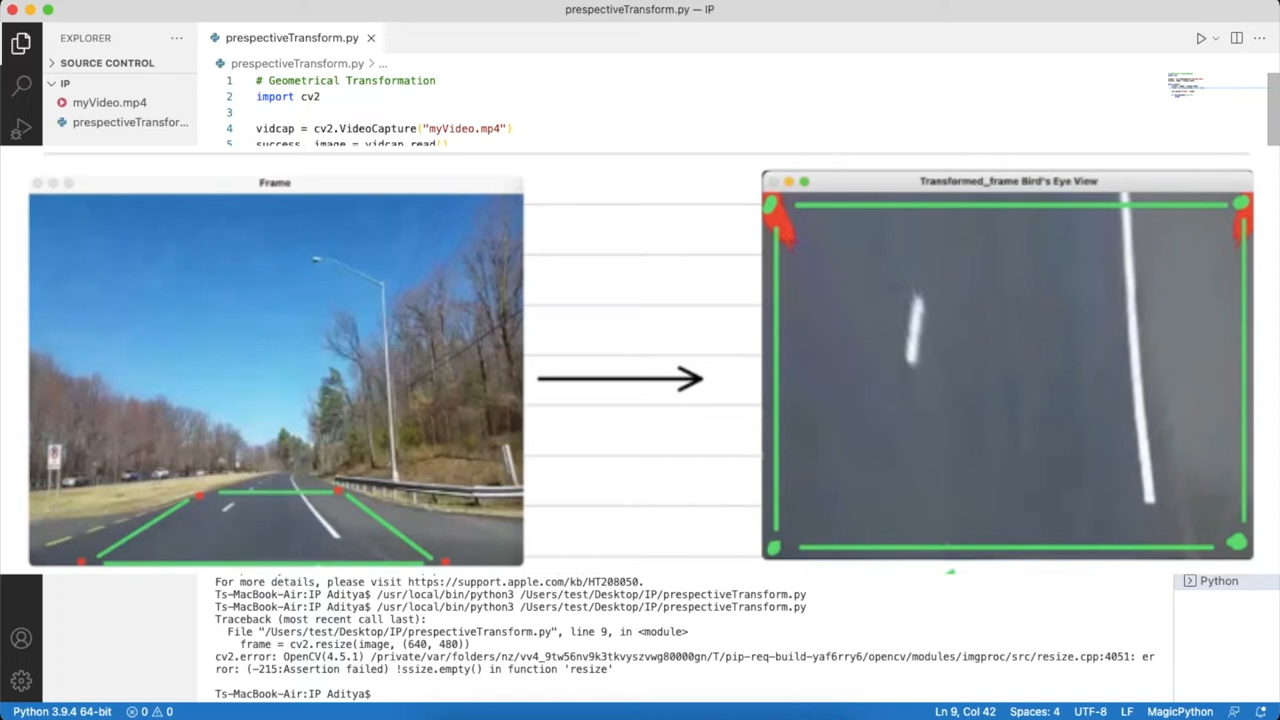 prespectiveTransform.py — IP
EXPLORER
prespectiveTransform.py
SOURCE CONTROL
prespectiveTransform.py > ...
IP
myVideo.mp4
prespectiveTransfor...
1 # Geometrical Transformation
2 import cv2
3
4 vidcap = cv2.VideoCapture("myVideo.mp4")
5 success, image = vidcap.read()
Frame
Transformed_frame Bird's Eye View
For more details, please visit https://support.apple.com/kb/HT208050.
Ts-MacBook-Air:IP Aditya$ /usr/local/bin/python3 /Users/test/Desktop/IP/prespectiveTransform.py
Ts-MacBook-Air:IP Aditya$ /usr/local/bin/python3 /Users/test/Desktop/IP/prespectiveTransform.py
Traceback (most recent call last):
File "/Users/test/Desktop/IP/prespectiveTransform.py", line 9, in <module>
frame = cv2.resize(image, (640, 480))
cv2.error: OpenCV(4.5.1) /private/var/folders/nz/vv4_9tw56nv9k3tkvyszvwg80000gn/T/pip-req-build-yaf6rry6/opencv/modules/imgproc/src/resize.cpp:4051: er
ror: (-215:Assertion failed) !ssize.empty() in function 'resize'
Ts-MacBook-Air:IP Aditya$
Python
Python 3.9.4 64-bit
0
0
Ln 9, Col 42
Spaces: 4
UTF-8
LF
MagicPython